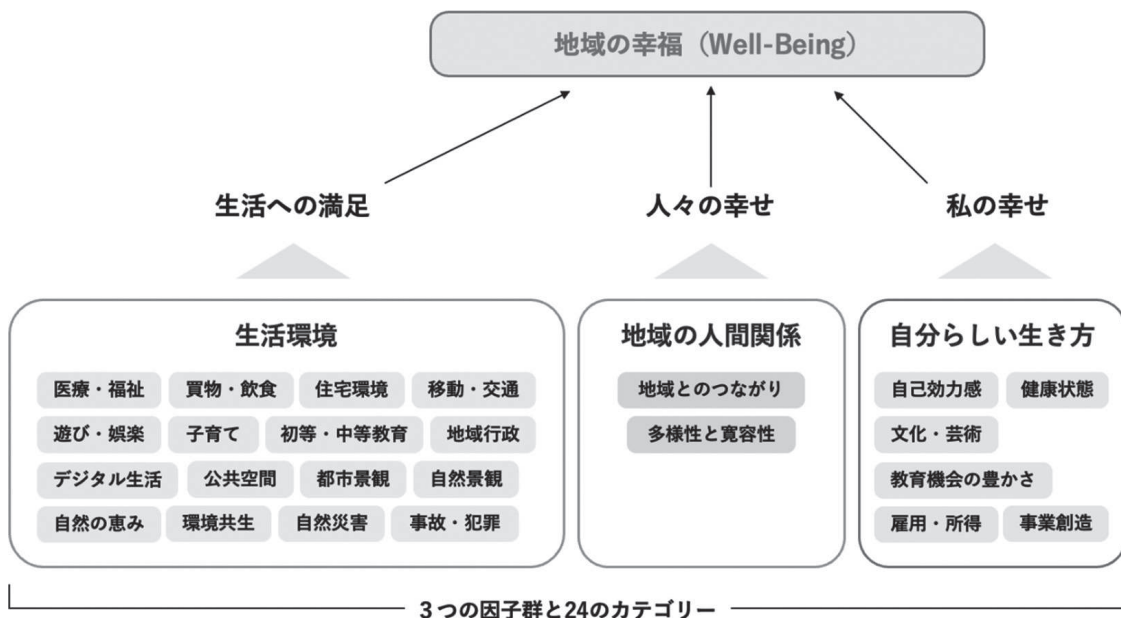 地域の幸福（Well-Being）
生活への満足
人々の幸せ
私の幸せ
生活環境
医療・福祉 買物・飲食 住宅環境 移動・交通
遊び・娯楽 子育て 初等・中等教育 地域行政
デジタル生活 公共空間 都市景観 自然景観
自然の恵み 環境共生 自然災害 事故・犯罪
地域の人間関係
地域とのつながり
多様性と寛容性
自分らしい生き方
自己効力感 健康状態
文化・芸術
教育機会の豊かさ
雇用・所得 事業創造
3つの因子群と24のカテゴリー